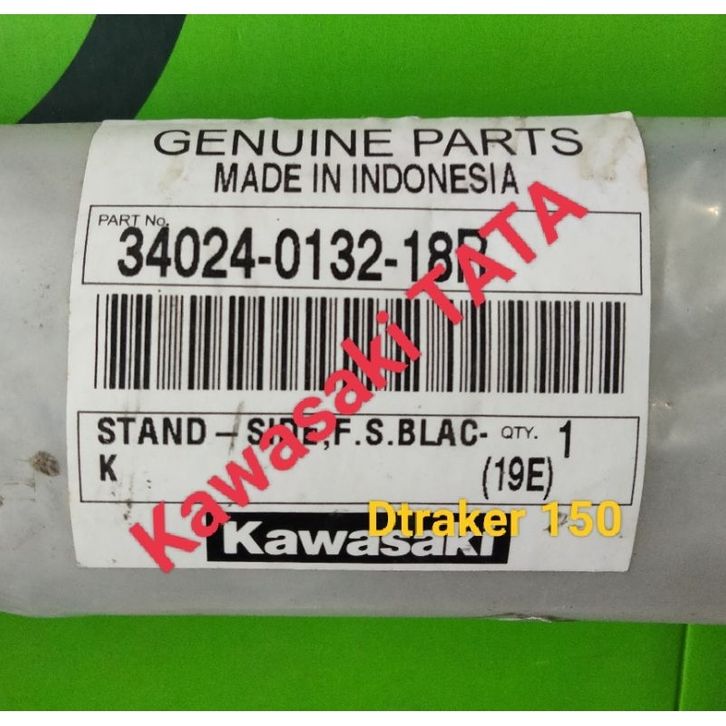 GENUINE PARTS
MADE IN INDONESIA
PART No.
34024-0132-18R
STAND-SIDE,F.S.BLAC- QTY. 1
K (19E)
Kawasaki
Kawasaki TATA
Dtraker 150